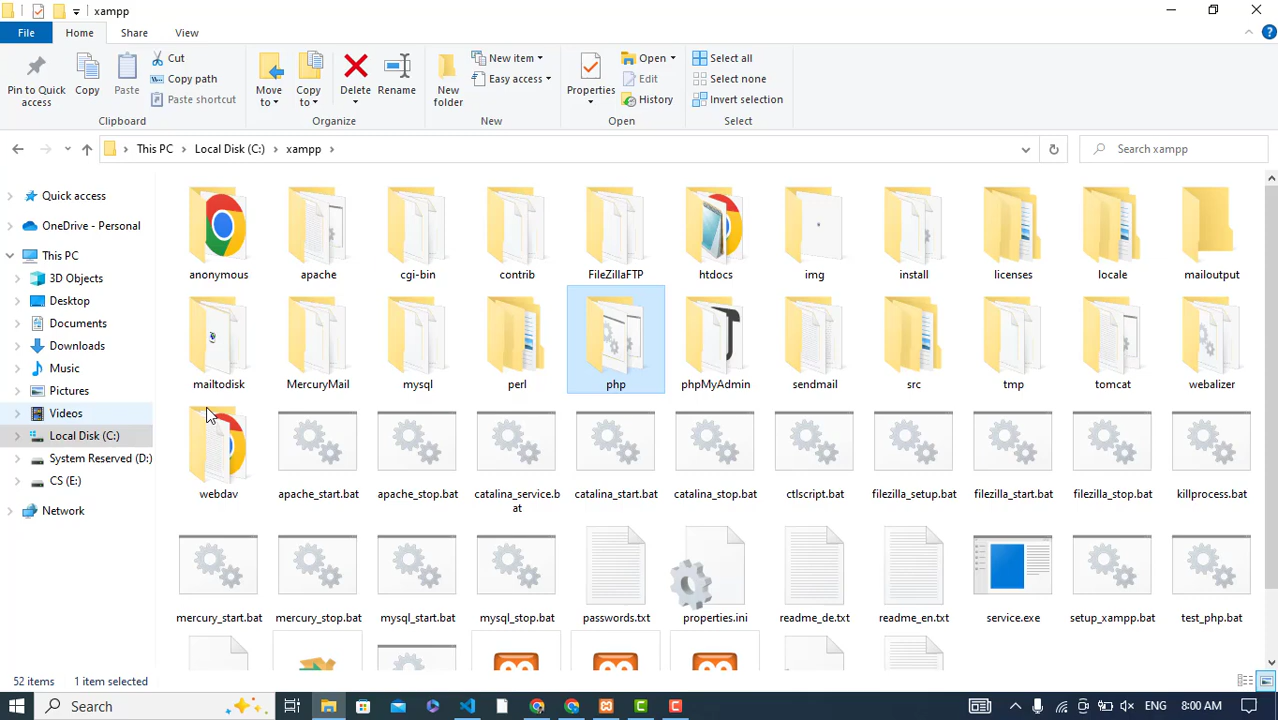 xampp
File Home Share View
Pin to Quick access
Copy
Paste
Cut
Copy path
Paste shortcut
Clipboard
Move to
Copy to
Delete
Rename
Organize
New folder
New item
Easy access
New
Properties
Open
Edit
History
Open
Select all
Select none
Invert selection
Select
This PC Local Disk (C:) xampp
Search xampp
Quick access
OneDrive - Personal
This PC
3D Objects
Desktop
Documents
Downloads
Music
Pictures
Videos
Local Disk (C:)
System Reserved (D:)
CS (E:)
Network
anonymous apache cgi-bin contrib FileZillaFTP htdocs img install licenses locale mailoutput
mailtodisk MercuryMail mysql perl php phpMyAdmin sendmail src tmp tomcat webalizer
webdav apache_start.bat apache_stop.bat catalina_service.bat catalina_start.bat catalina_stop.bat ctlscript.bat filezilla_setup.bat filezilla_start.bat filezilla_stop.bat killprocess.bat
mercury_start.bat mercury_stop.bat mysql_start.bat mysql_stop.bat passwords.txt properties.ini readme_de.txt readme_en.txt service.exe setup_xampp.bat test_php.bat
52 items 1 item selected
Search
ENG 8:00 AM